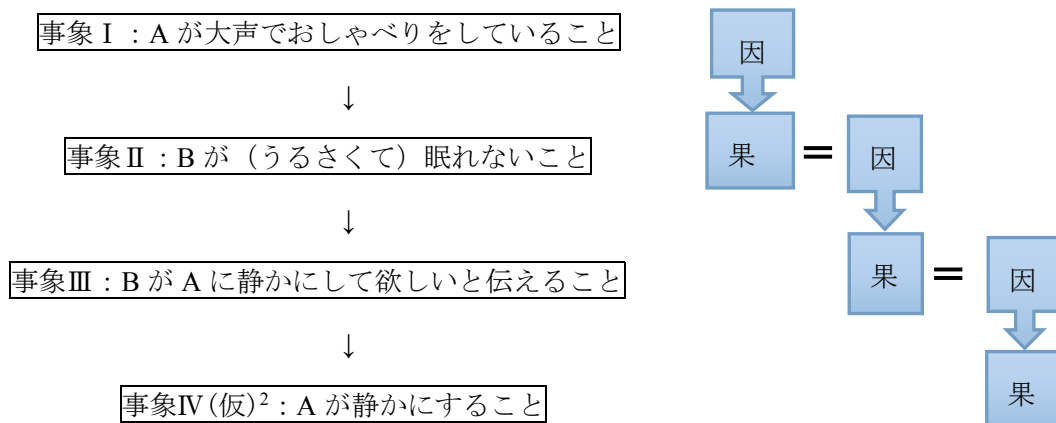 事象Ⅰ：A が大声でおしゃべりをしていること
↓
事象Ⅱ：B が（うるさくて）眠れないこと
↓
事象Ⅲ：B が A に静かにして欲しいと伝えること
↓
事象Ⅳ(仮)2：A が静かにすること
因
果 ＝ 因
果 ＝ 因
果